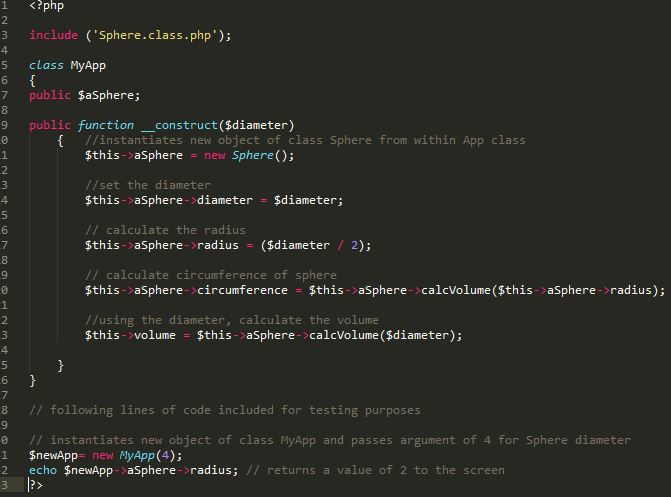 1 <?php
2
3 include ('Sphere.class.php');
4
5 class MyApp
6 {
7 public $aSphere;
8
9 public function __construct($diameter)
0 { //instantiates new object of class Sphere from within App class
1 $this->aSphere = new Sphere();
2
3 //set the diameter
4 $this->aSphere->diameter = $diameter;
5
6 // calculate the radius
7 $this->aSphere->radius = ($diameter / 2);
8
9 // calculate circumference of sphere
0 $this->aSphere->circumference = $this->aSphere->calcVolume($this->aSphere->radius);
1
2 //using the diameter, calculate the volume
3 $this->volume = $this->aSphere->calcVolume($diameter);
4
5 }
6 }
7
8 // following lines of code included for testing purposes
9
0 // instantiates new object of class MyApp and passes argument of 4 for Sphere diameter
1 $newApp= new MyApp(4);
2 echo $newApp->aSphere->radius; // returns a value of 2 to the screen
3 ?>